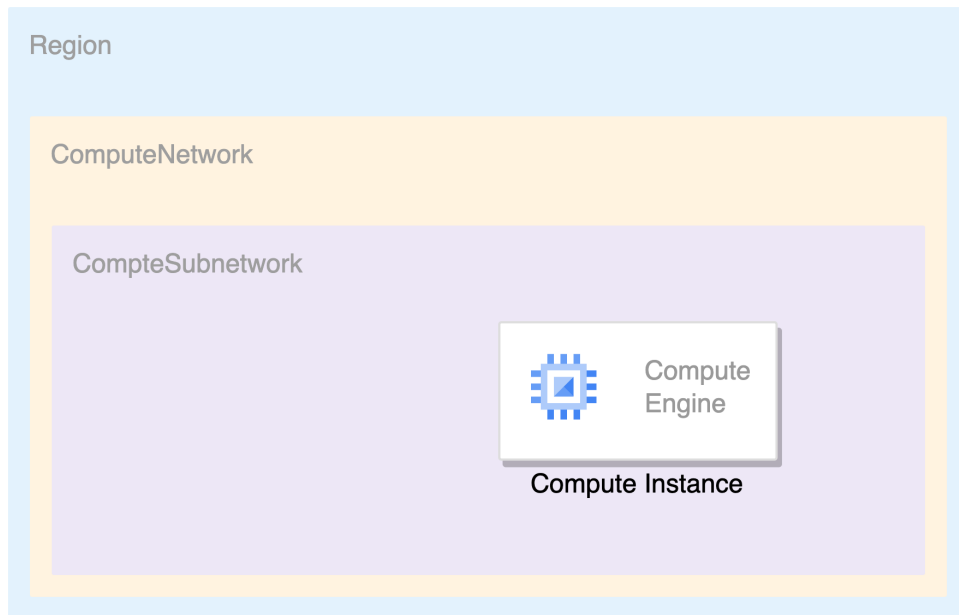 Region
ComputeNetwork
CompteSubnetwork
Compute
Engine
Compute Instance